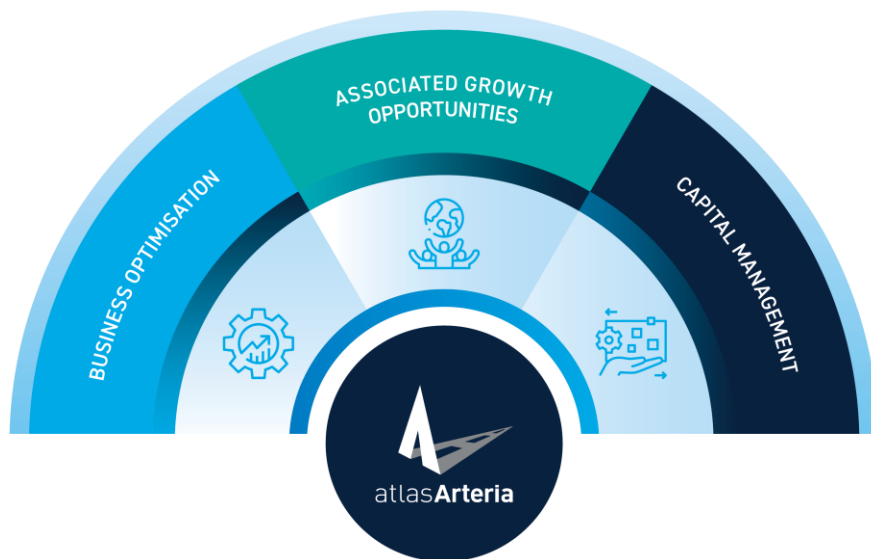 BUSINESS OPTIMISATION
ASSOCIATED GROWTH
OPPORTUNITIES
CAPITAL MANAGEMENT
atlasArteria